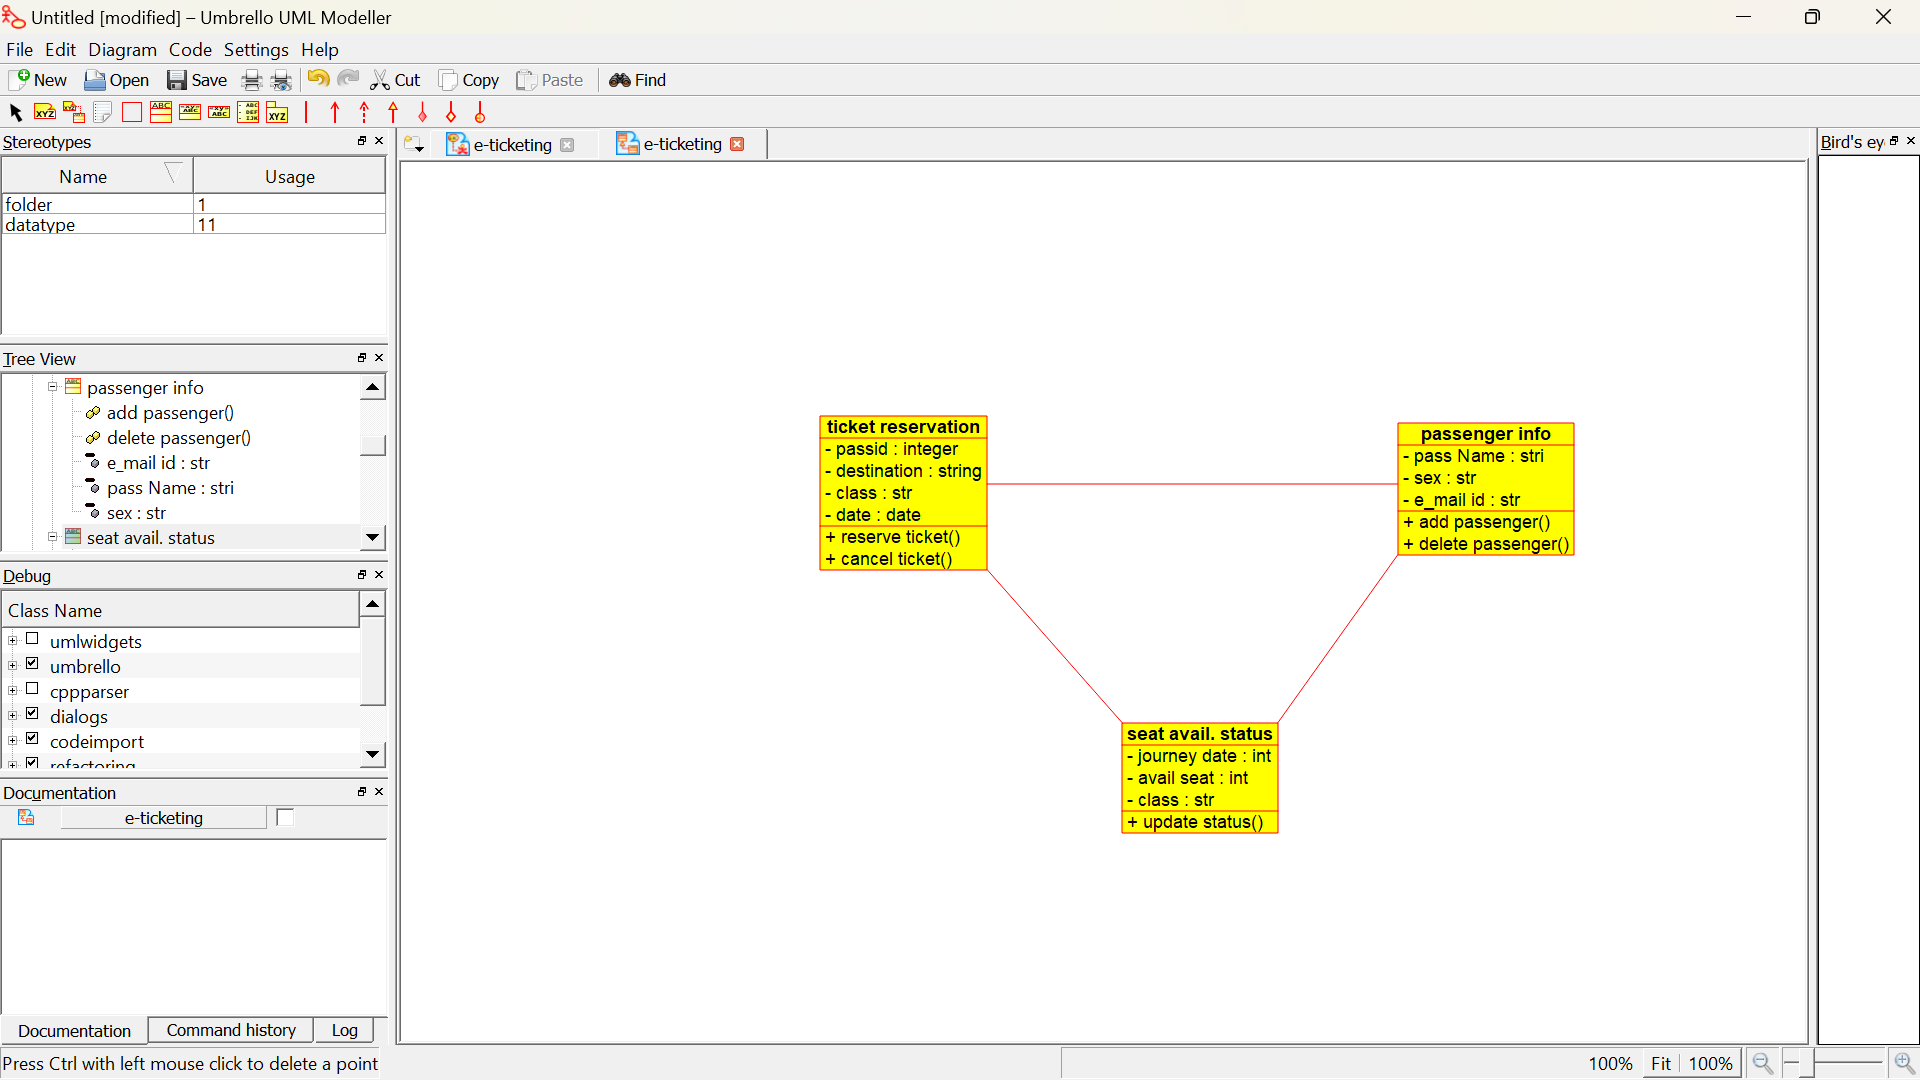 Untitled [modified] – Umbrello UML Modeller
File Edit Diagram Code Settings Help
New Open Save Cut Copy Paste Find
Stereotypes
Name Usage
folder 1
datatype 11
Tree View
passenger info
add passenger()
delete passenger()
e_mail id : str
pass Name : stri
sex : str
seat avail. status
Debug
Class Name
umlwidgets
umbrello
cppparser
dialogs
codeimport
refactoring
Documentation
e-ticketing
Documentation Command history Log
Press Ctrl with left mouse click to delete a point
e-ticketing e-ticketing
ticket reservation
- passid : integer
- destination : string
- class : str
- date : date
+ reserve ticket()
+ cancel ticket()
passenger info
- pass Name : stri
- sex : str
- e_mail id : str
+ add passenger()
+ delete passenger()
seat avail. status
- journey date : int
- avail seat : int
- class : str
+ update status()
Bird's ey
100% Fit 100%